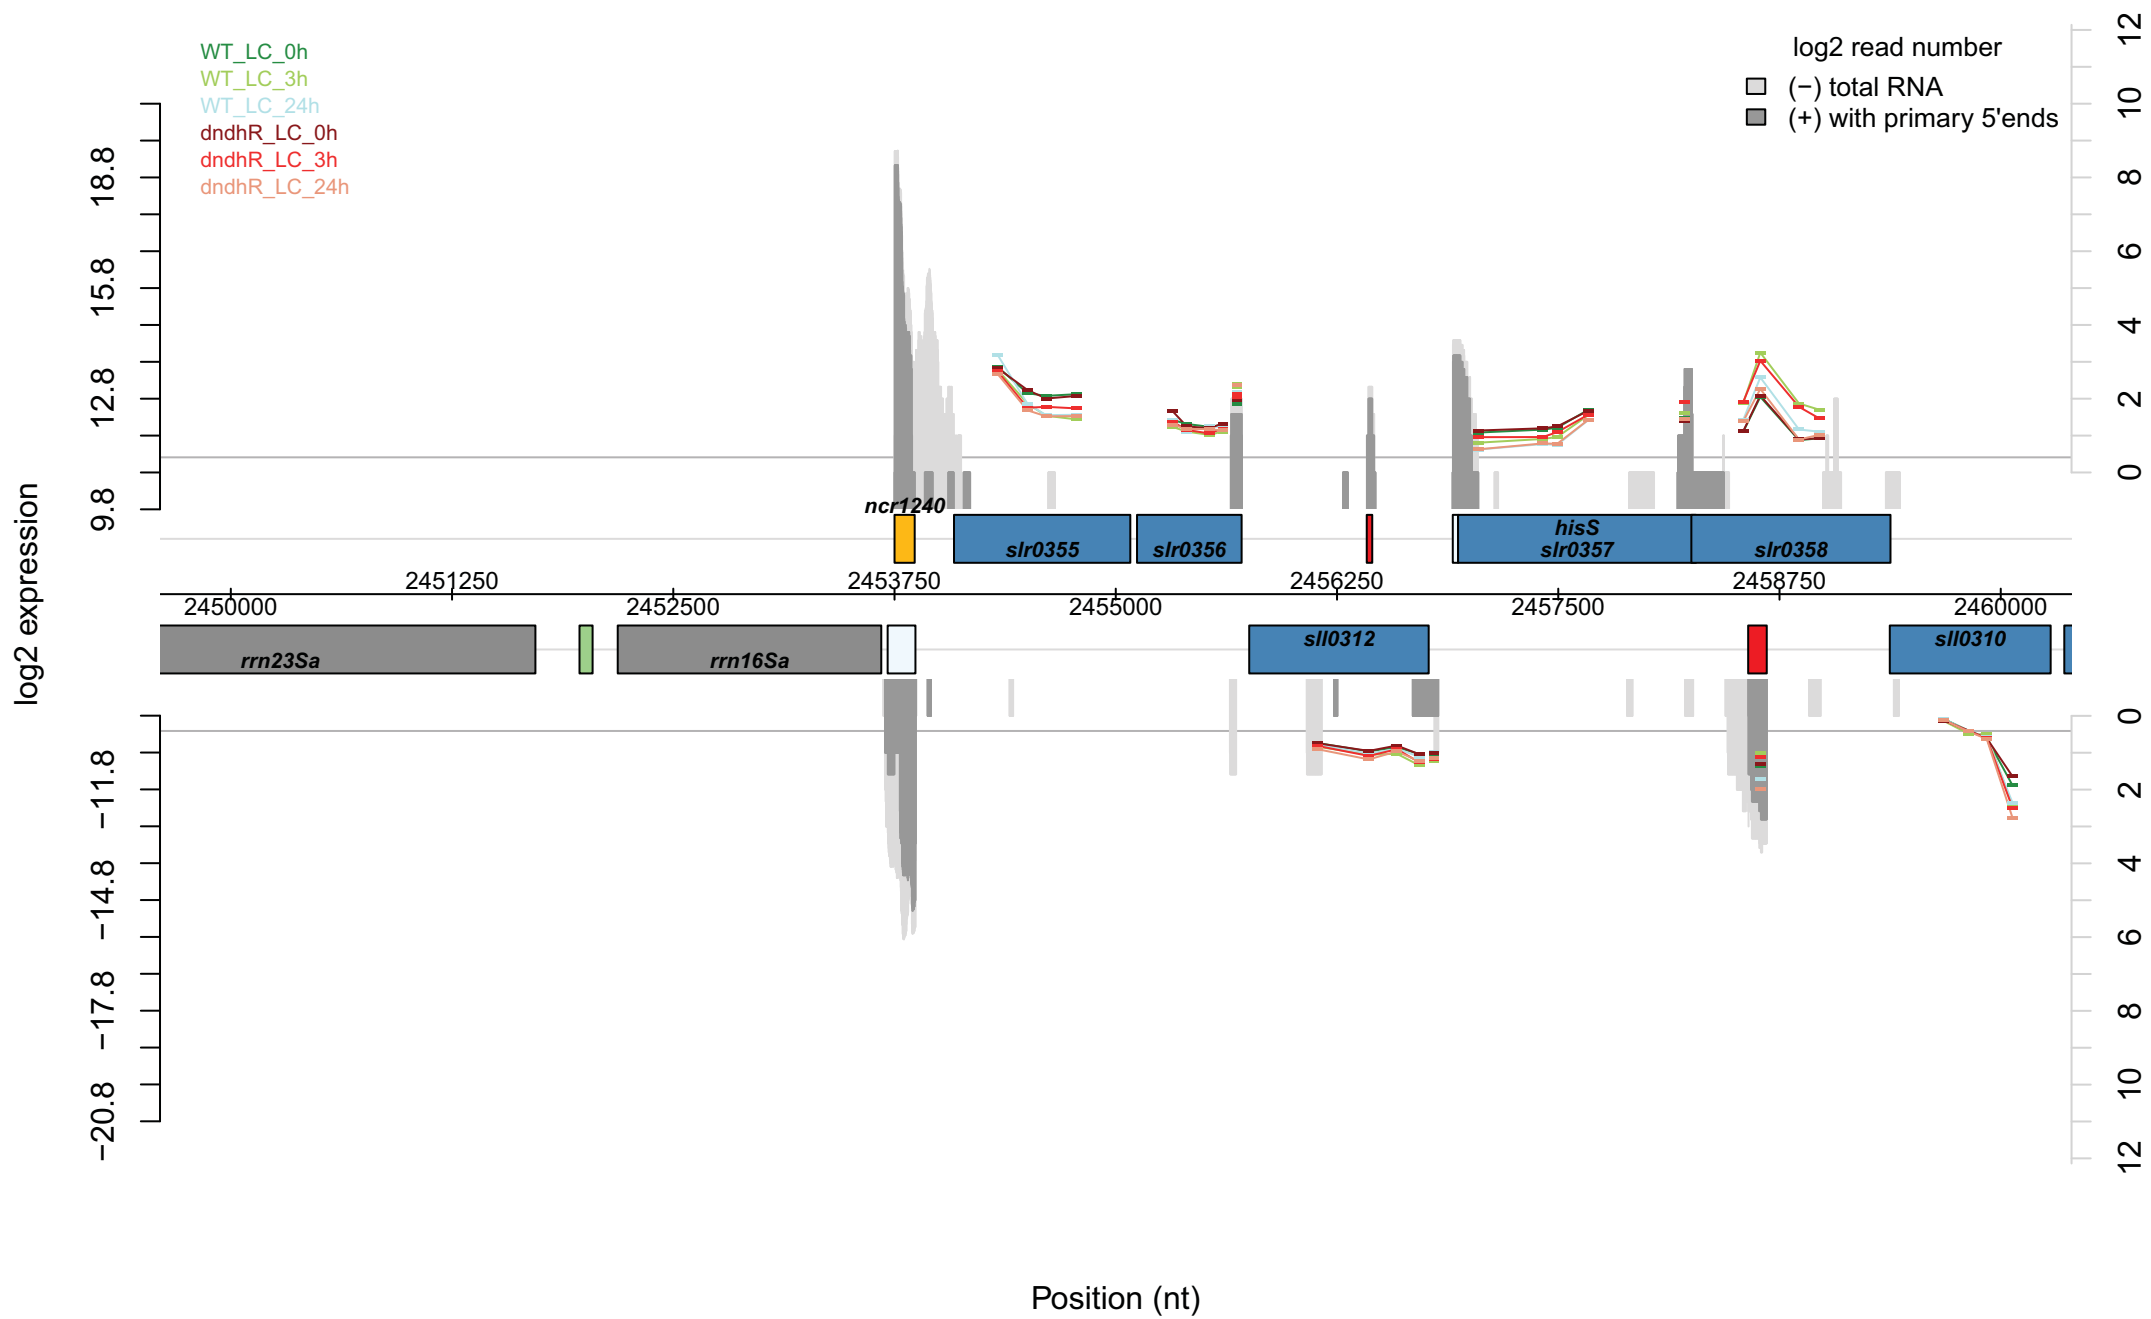 WT_LC_0h
WT_LC_3h
WT_LC_24h
dndhR_LC_0h
dndhR_LC_3h
dndhR_LC_24h
log2 read number
(−) total RNA
(+) with primary 5'ends
log2 expression
18.8
15.8
12.8
9.8
12
10
8
6
4
2
0
ncr1240
slr0355
slr0356
hisS
slr0357
slr0358
2451250
2453750
2456250
2458750
2450000
2452500
2455000
2457500
2460000
rrn23Sa
rrn16Sa
sll0312
sll0310
−11.8
−14.8
−17.8
−20.8
0
2
4
6
8
10
12
Position (nt)